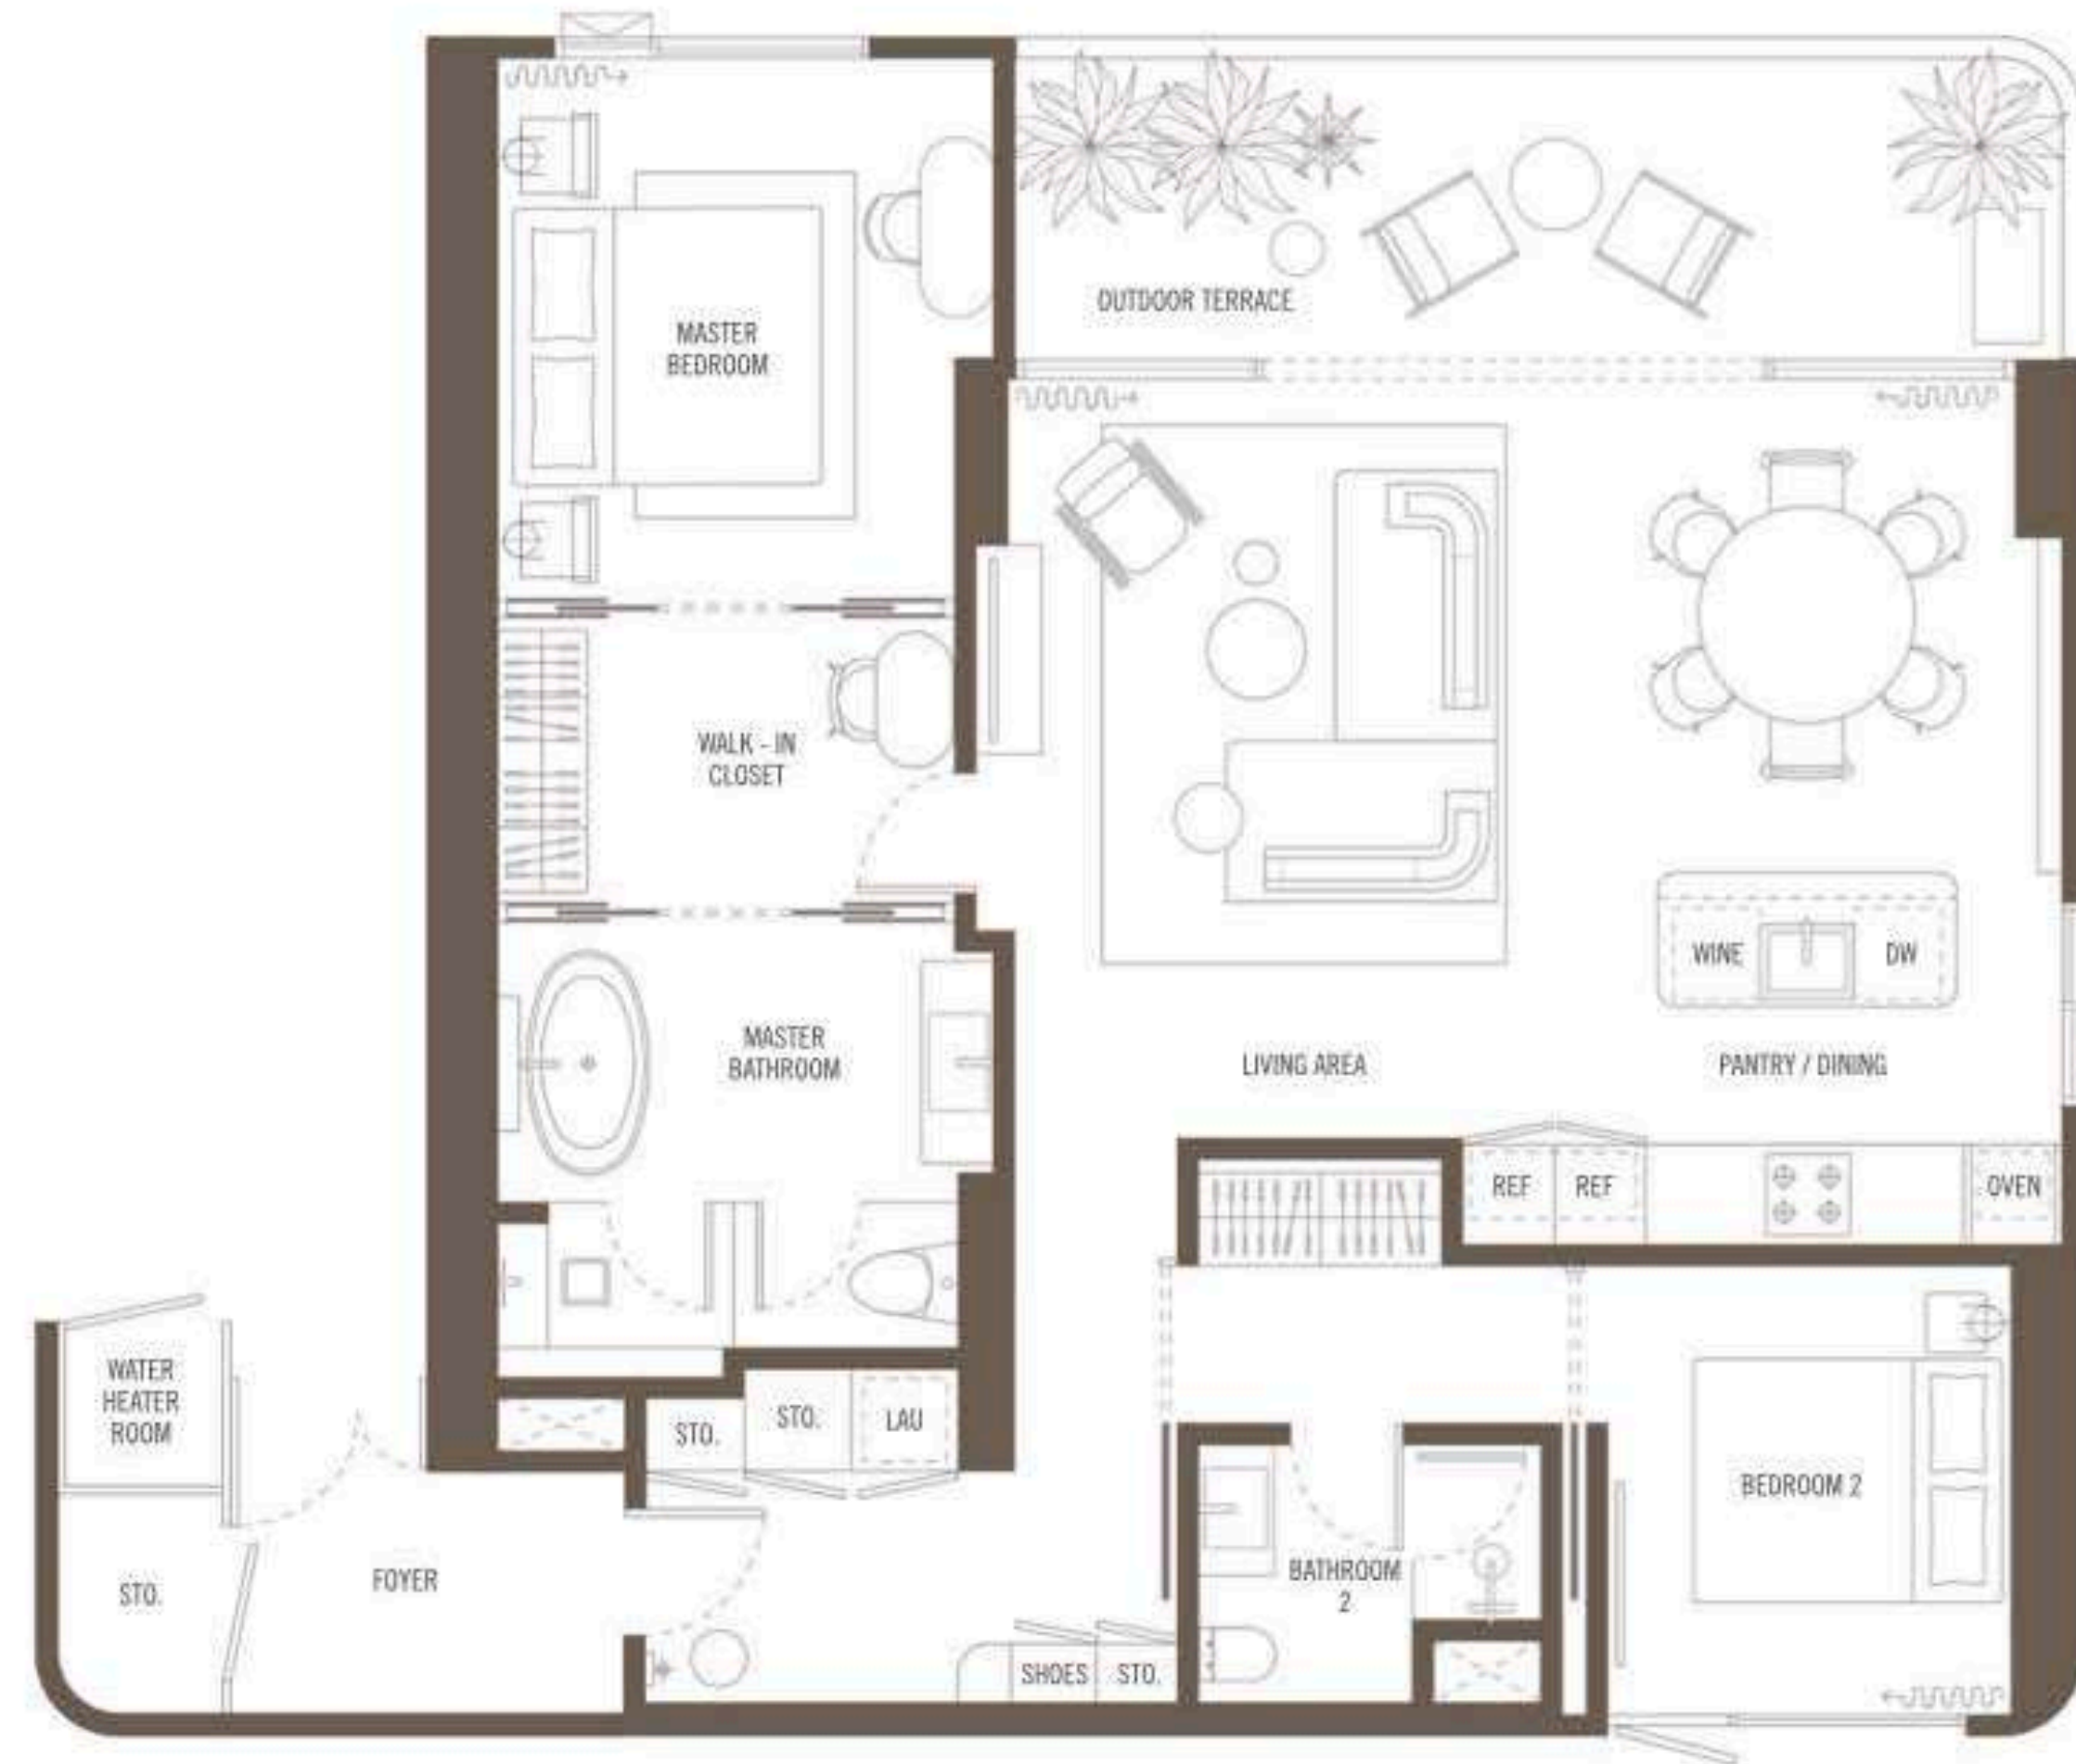 OUTDOOR TERRACE
MASTER
BEDROOM
WALK - IN
CLOSET
WINE
DW
MASTER
BATHROOM
LIVING AREA
PANTRY / DINING
REF
REF
OVEN
WATER
HEATER
ROOM
STO.
STO.
LAU
BEDROOM 2
STO.
FOYER
BATHROOM
2
SHOES
STO.